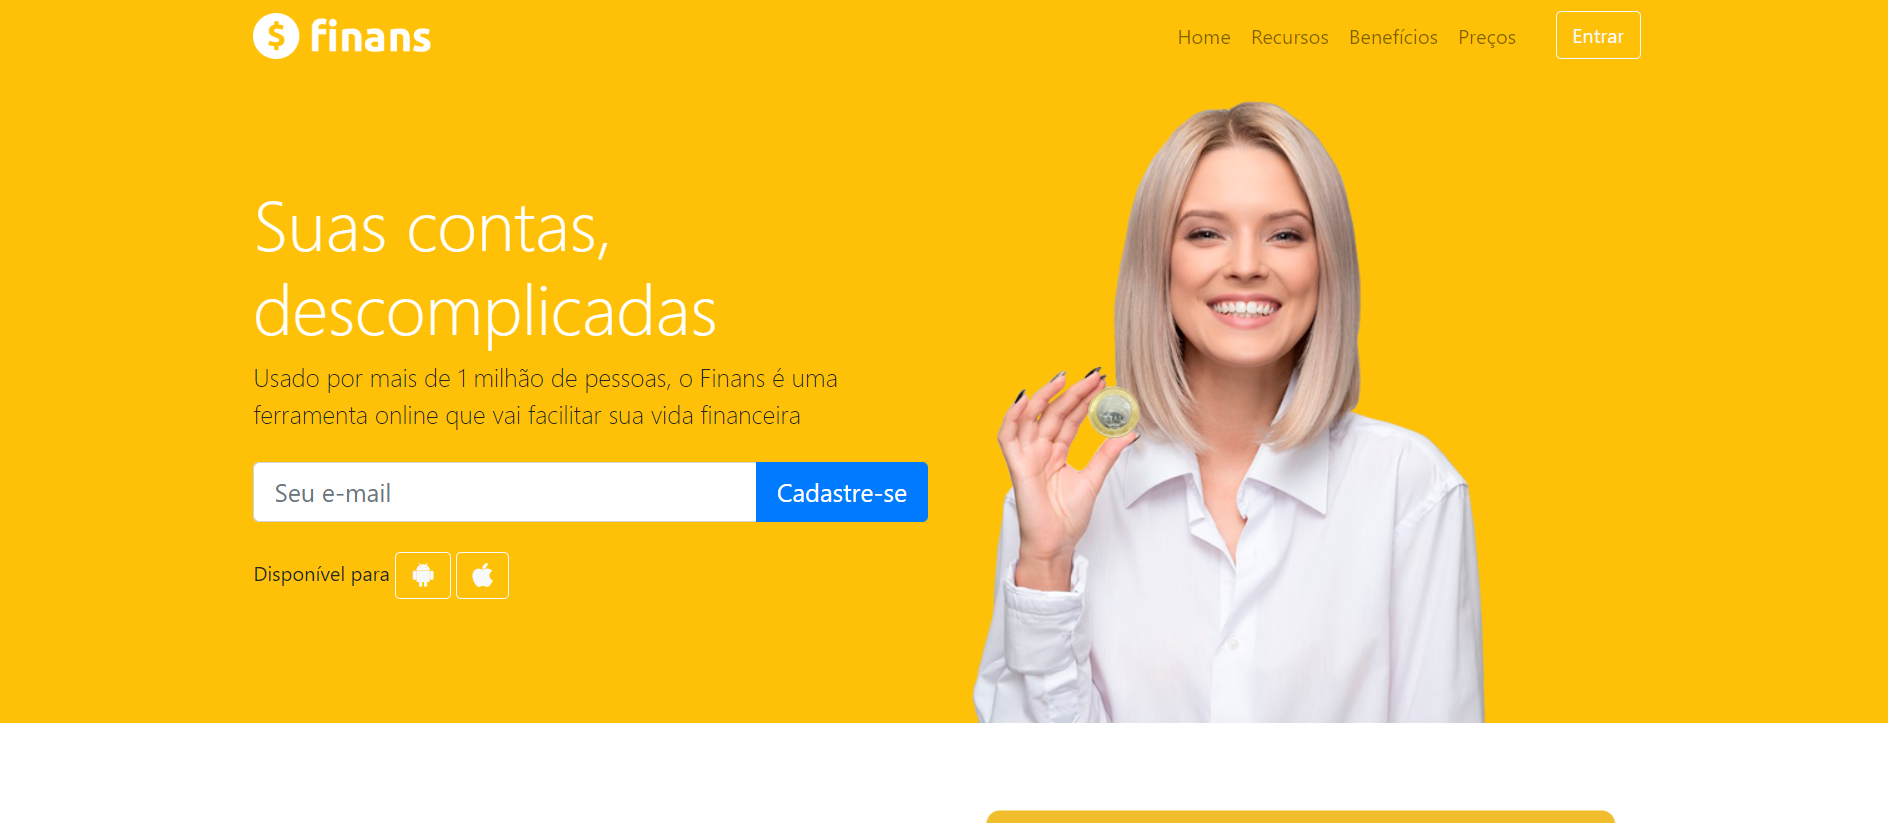 finans
Home Recursos Benefícios Preços Entrar
Suas contas,
descomplicadas
Usado por mais de 1 milhão de pessoas, o Finans é uma
ferramenta online que vai facilitar sua vida financeira
Seu e-mail Cadastre-se
Disponível para